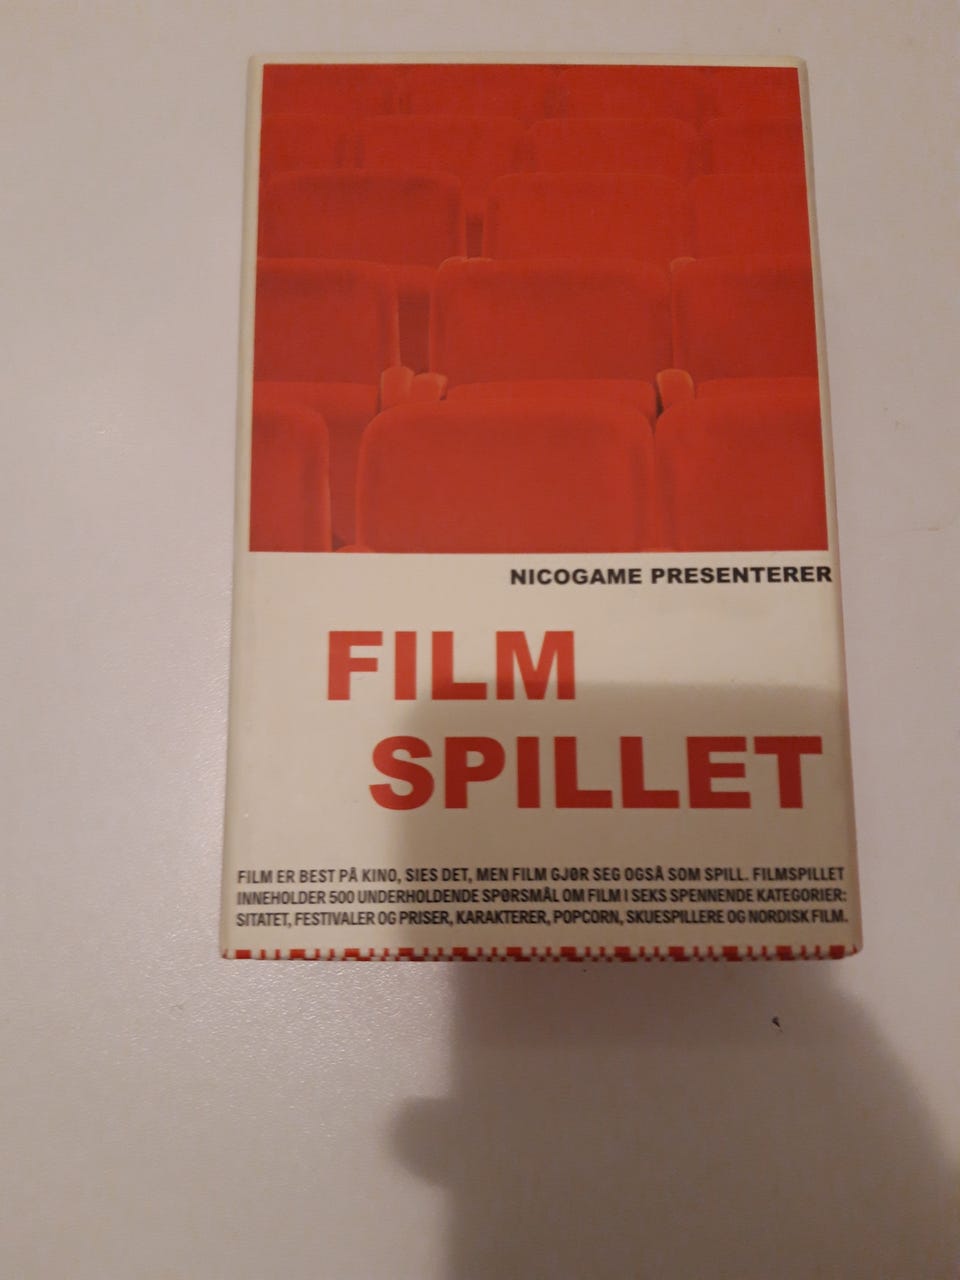 NICOGAME PRESENTERER
FILM
SPILLET
FILM ER BEST PÅ KINO, SIES DET, MEN FILM GJØR SEG OGSÅ SOM SPILL. FILMSPILLET
INNEHOLDER 500 UNDERHOLDENDE SPØRSMÅL OM FILM I SEKS SPENNENDE KATEGORIER:
SITATET, FESTIVALER OG PRISER, KARAKTERER, POPCORN, SKUESPILLERE OG NORDISK FILM.